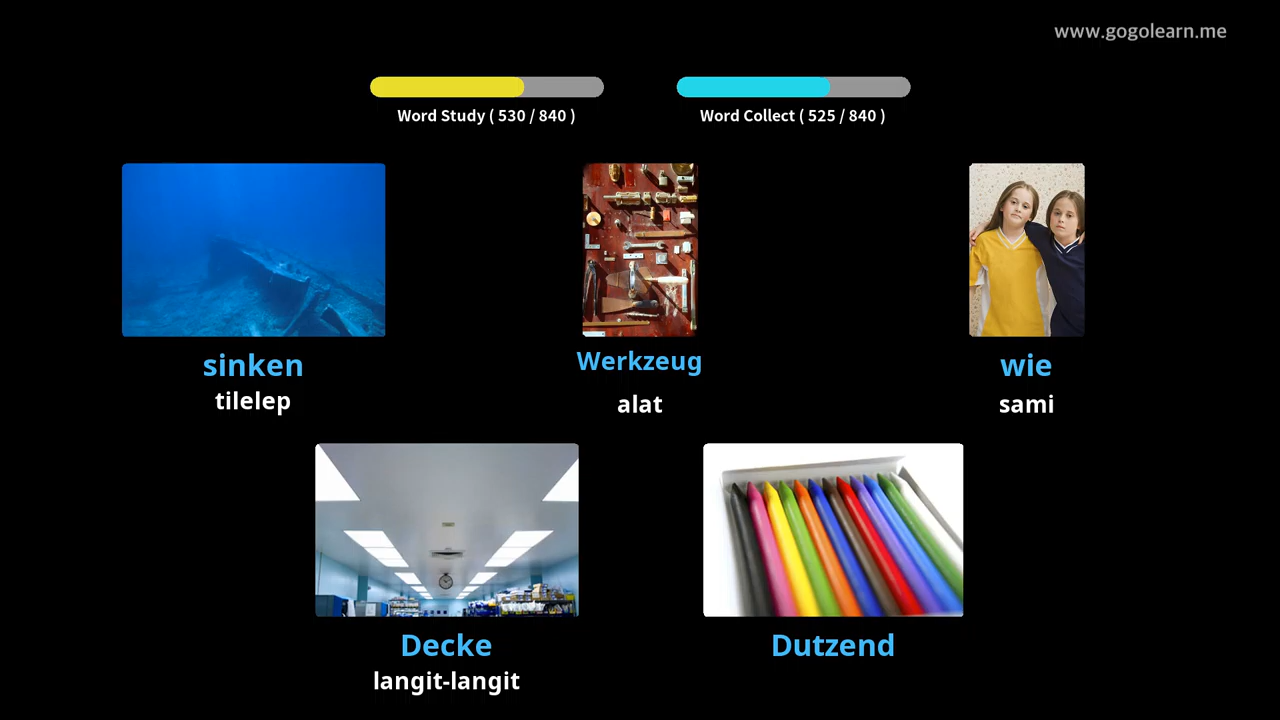 www.gogolearn.me
Word Study ( 530 / 840 )
Word Collect ( 525 / 840 )
sinken
tilelep
Werkzeug
alat
wie
sami
Decke
langit-langit
Dutzend